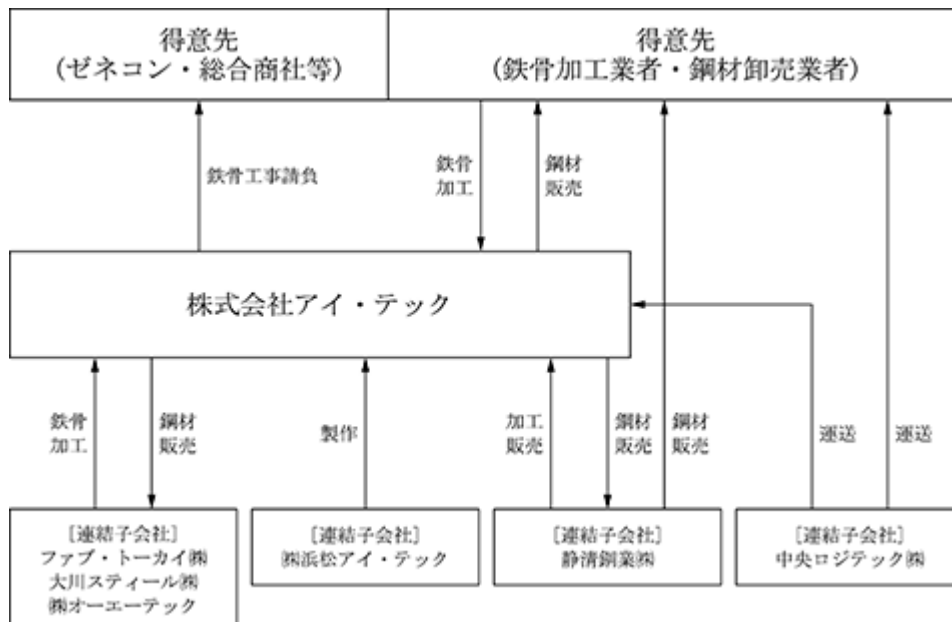 得意先
(ゼネコン・総合商社等)
得意先
(鉄骨加工業者・鋼材卸売業者)
鉄骨工事請負
鉄骨
加工
鋼材
販売
株式会社アイ・テック
鉄骨
加工
鋼材
販売
製作
加工
販売
鋼材
販売
鋼材
販売
運送
運送
[連結子会社]
ファブ・トーカイ㈱
大川スティール㈱
㈱オーエーテック
[連結子会社]
㈱浜松アイ・テック
[連結子会社]
静清鋼業㈱
[連結子会社]
中央ロジテック㈱